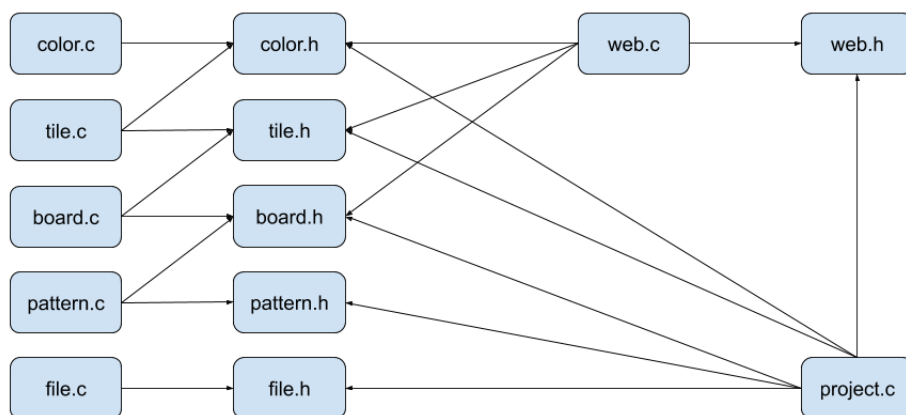 color.c
color.h
web.c
web.h
tile.c
tile.h
board.c
board.h
pattern.c
pattern.h
file.c
file.h
project.c